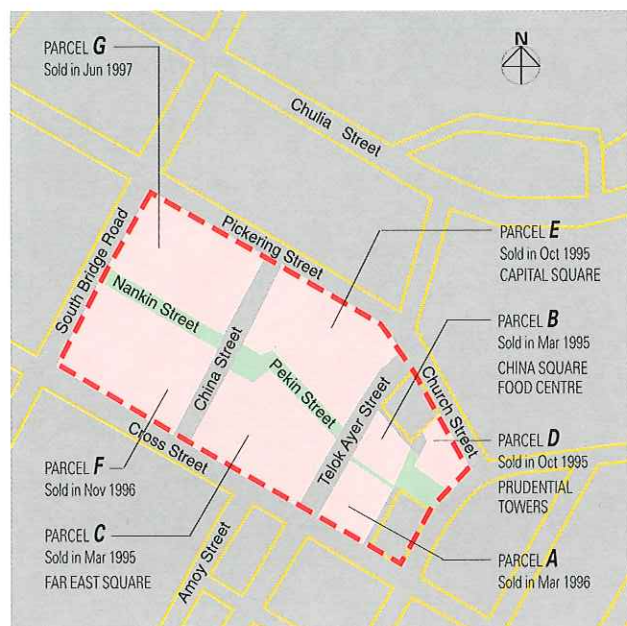 PARCEL G
Sold in Jun 1997
N
Chulia Street
PARCEL E
Sold in Oct 1995
CAPITAL SQUARE
South Bridge Road
Pickering Street
Nankin Street
China Street
Pekin Street
Telok Ayer Street
Church Street
PARCEL B
Sold in Mar 1995
CHINA SQUARE
FOOD CENTRE
Cross Street
PARCEL D
Sold in Oct 1995
PRUDENTIAL
TOWERS
PARCEL F
Sold in Nov 1996
PARCEL C
Sold in Mar 1995
FAR EAST SQUARE
Amoy Street
PARCEL A
Sold in Mar 1996